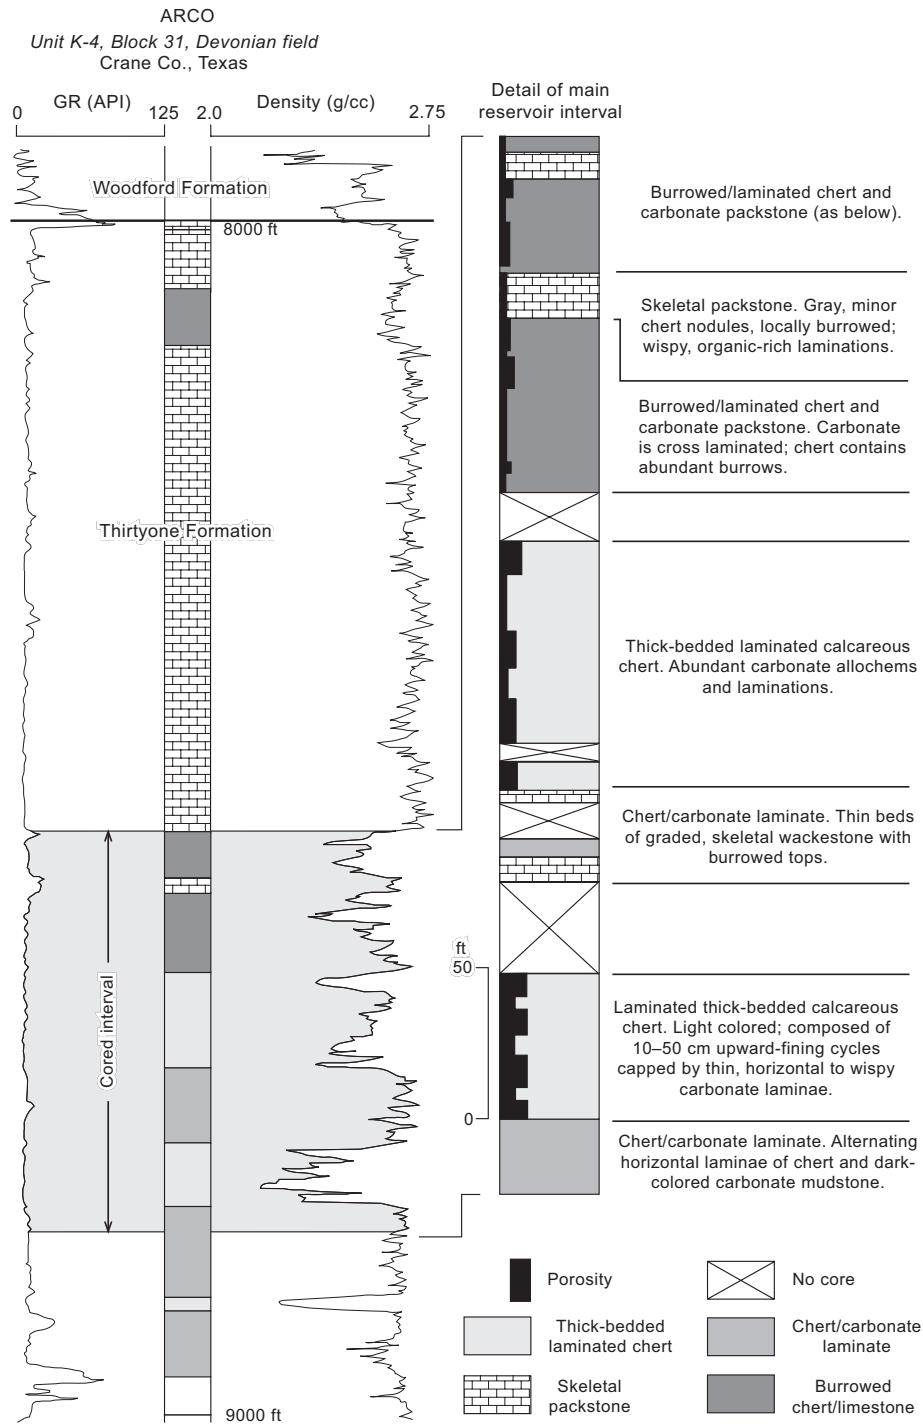 ARCO
Unit K-4, Block 31, Devonian field
Crane Co., Texas
0 GR (API) 125 2.0 Density (g/cc) 2.75
Woodford Formation
8000 ft
Thirtyone Formation
Cored interval
9000 ft
Detail of main
reservoir interval
ft
50
0
Burrowed/laminated chert and
carbonate packstone (as below).
Skeletal packstone. Gray, minor
chert nodules, locally burrowed;
wispy, organic-rich laminations.
Burrowed/laminated chert and
carbonate packstone. Carbonate
is cross laminated; chert contains
abundant burrows.
Thick-bedded laminated calcareous
chert. Abundant carbonate allochems
and laminations.
Chert/carbonate laminate. Thin beds
of graded, skeletal wackestone with
burrowed tops.
Laminated thick-bedded calcareous
chert. Light colored; composed of
10–50 cm upward-fining cycles
capped by thin, horizontal to wispy
carbonate laminae.
Chert/carbonate laminate. Alternating
horizontal laminae of chert and dark-
colored carbonate mudstone.
Porosity
No core
Thick-bedded
laminated chert
Chert/carbonate
laminate
Skeletal
packstone
Burrowed
chert/limestone